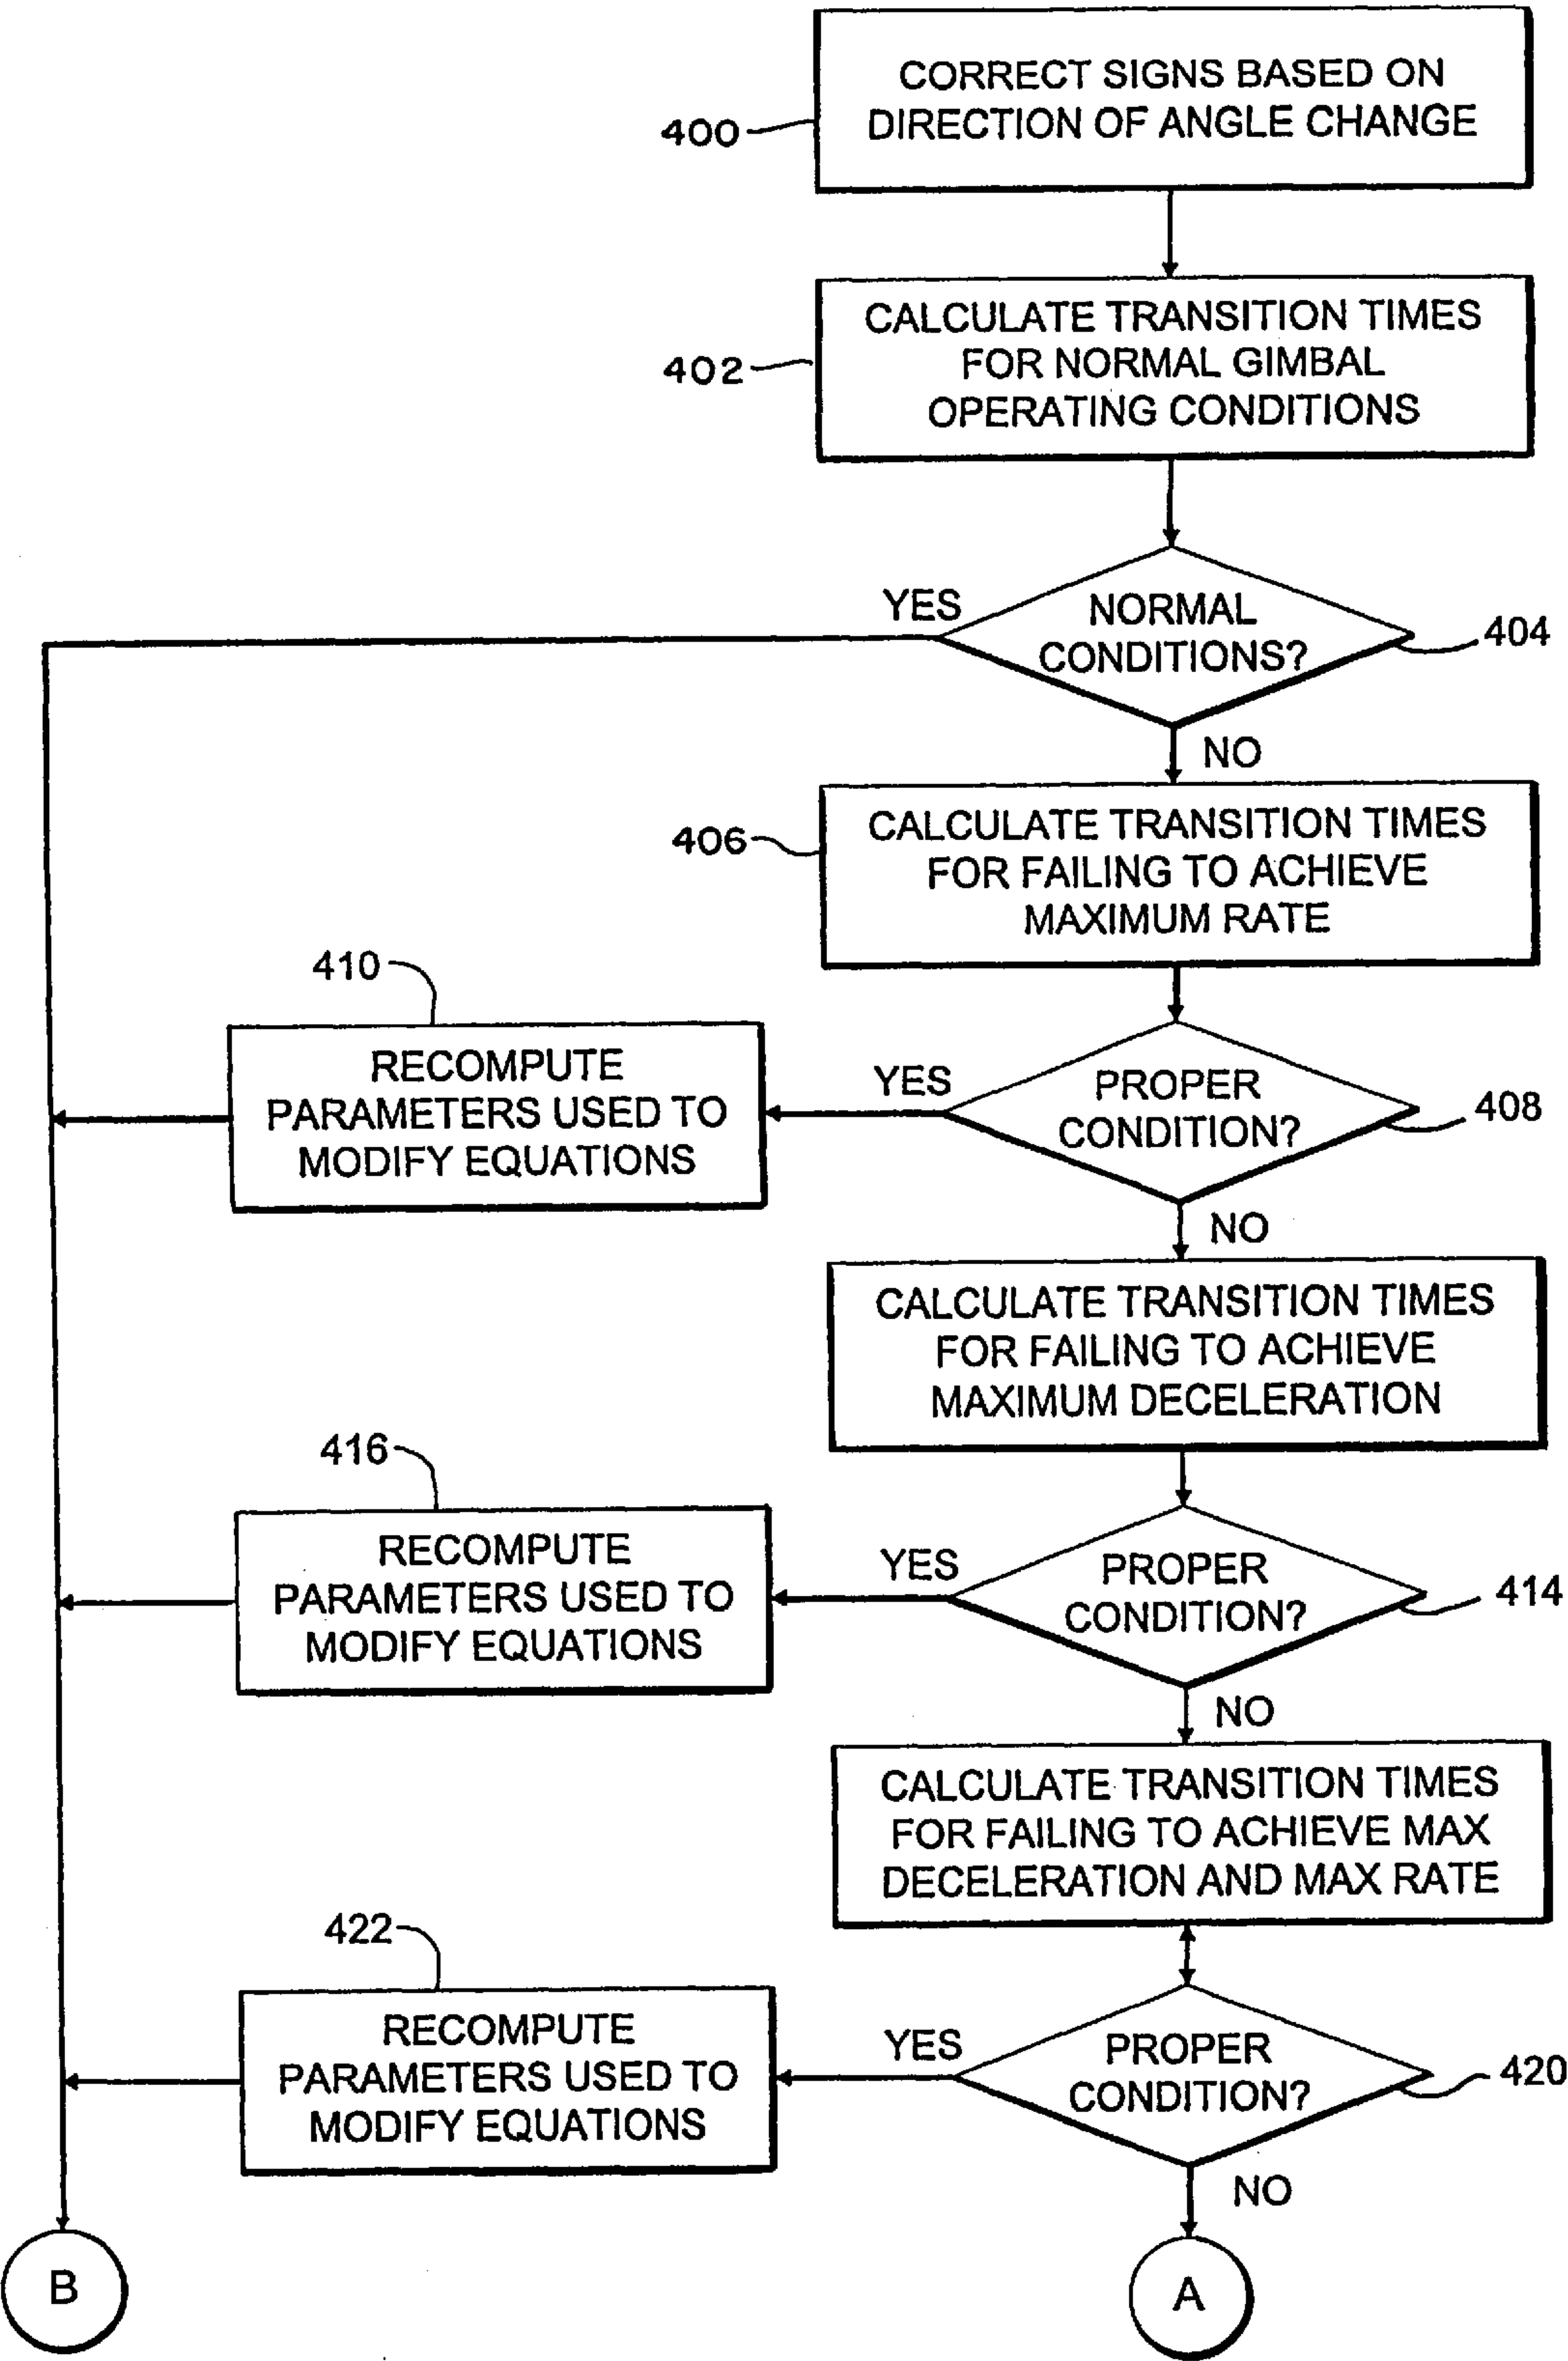 CORRECT SIGNS BASED ON
DIRECTION OF ANGLE CHANGE
400
CALCULATE TRANSITION TIMES
FOR NORMAL GIMBAL
OPERATING CONDITIONS
402
YES
NORMAL
CONDITIONS?
404
NO
406
CALCULATE TRANSITION TIMES
FOR FAILING TO ACHIEVE
MAXIMUM RATE
410
RECOMPUTE
PARAMETERS USED TO
MODIFY EQUATIONS
YES
PROPER
CONDITION?
408
NO
CALCULATE TRANSITION TIMES
FOR FAILING TO ACHIEVE
MAXIMUM DECELERATION
416
RECOMPUTE
PARAMETERS USED TO
MODIFY EQUATIONS
YES
PROPER
CONDITION?
414
NO
CALCULATE TRANSITION TIMES
FOR FAILING TO ACHIEVE MAX
DECELERATION AND MAX RATE
422
RECOMPUTE
PARAMETERS USED TO
MODIFY EQUATIONS
YES
PROPER
CONDITION?
420
NO
B
A